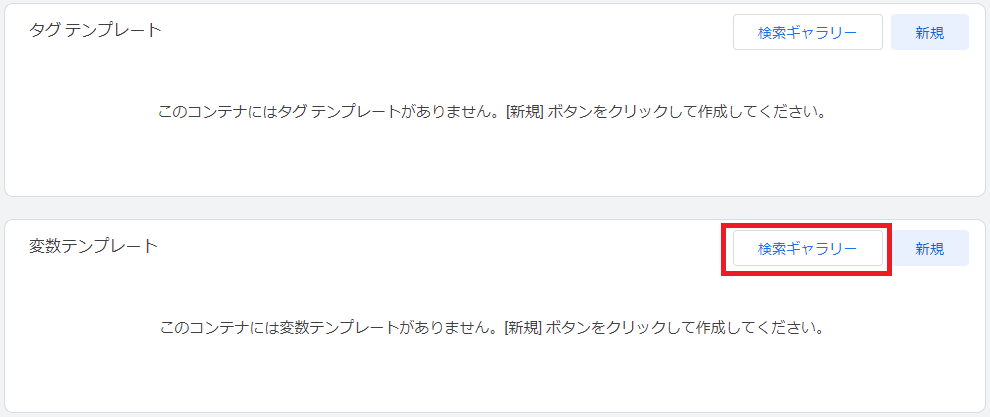 タグ テンプレート
検索ギャラリー
新規
このコンテナにはタグ テンプレートがありません。[新規] ボタンをクリックして作成してください。
変数テンプレート
検索ギャラリー
新規
このコンテナには変数テンプレートがありません。[新規] ボタンをクリックして作成してください。